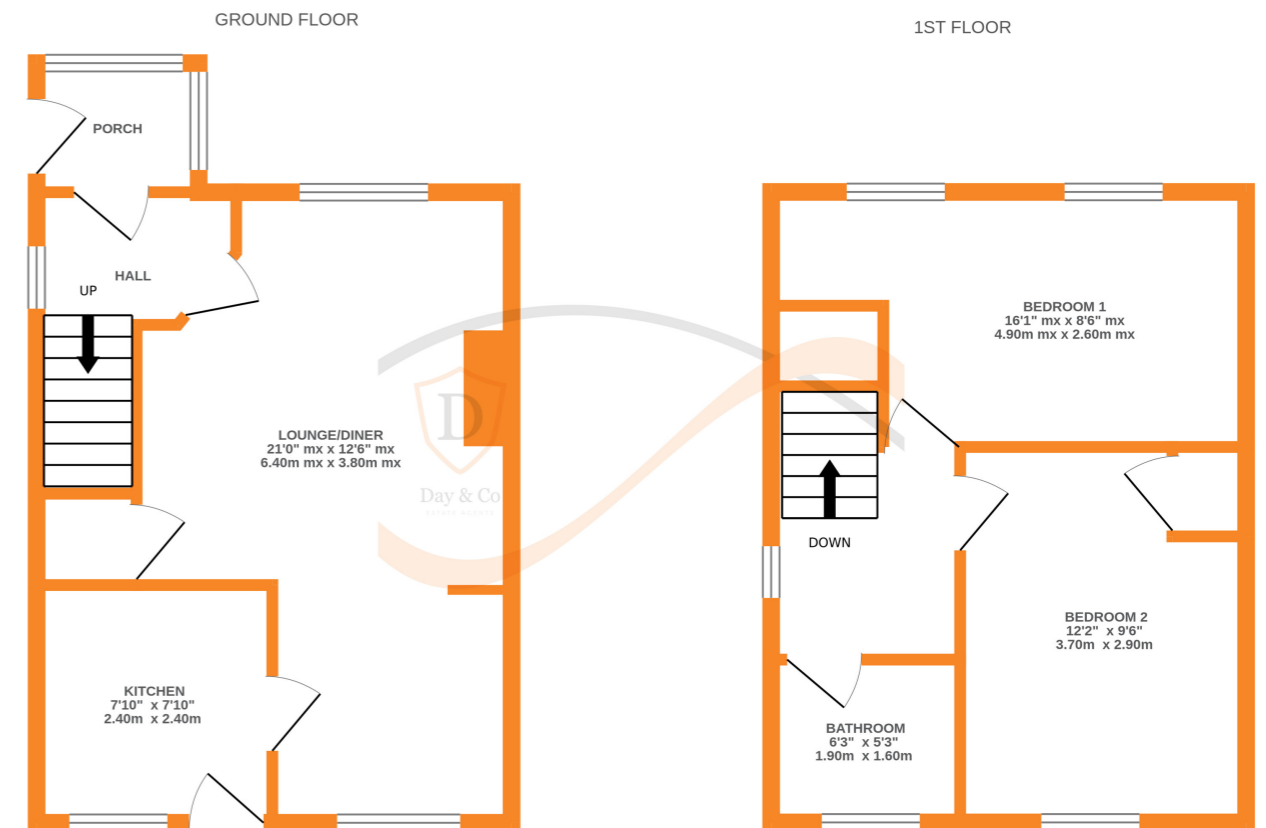 GROUND FLOOR
PORCH
HALL
UP
LOUNGE/DINER
21'0" mx x 12'6" mx
6.40m mx x 3.80m mx
D
Day & Co
ESTATE AGENTS
KITCHEN
7'10" x 7'10"
2.40m x 2.40m
1ST FLOOR
BEDROOM 1
16'1" mx x 8'6" mx
4.90m mx x 2.60m mx
DOWN
BEDROOM 2
12'2" x 9'6"
3.70m x 2.90m
BATHROOM
6'3" x 5'3"
1.90m x 1.60m